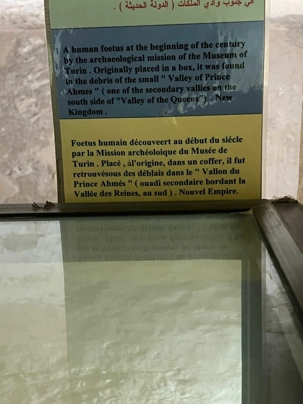 في جنوب وادي الملكات ( الدولة الحديثة ) .
A human foetus at the beginning of the century
by the archaeological mission of the Museum of
Turin . Originally placed in a box, it was found
in the debris of the small " Valley of Prince
Ahmes " ( one of the secondary vallies on the
south side of "Valley of the Queens") . New
Kingdom .
Foetus humain découveert au début du siécle
par la Mission archéoloique du Musée de
Turin . Placé , ál'origine, dans un coffer, il fut
retrouvésous des déblais dans le " Vallon du
Prince Ahmés " ( ouadi secondaire bordant la
Vallée des Reines, au sud ) . Nouvel Empire.